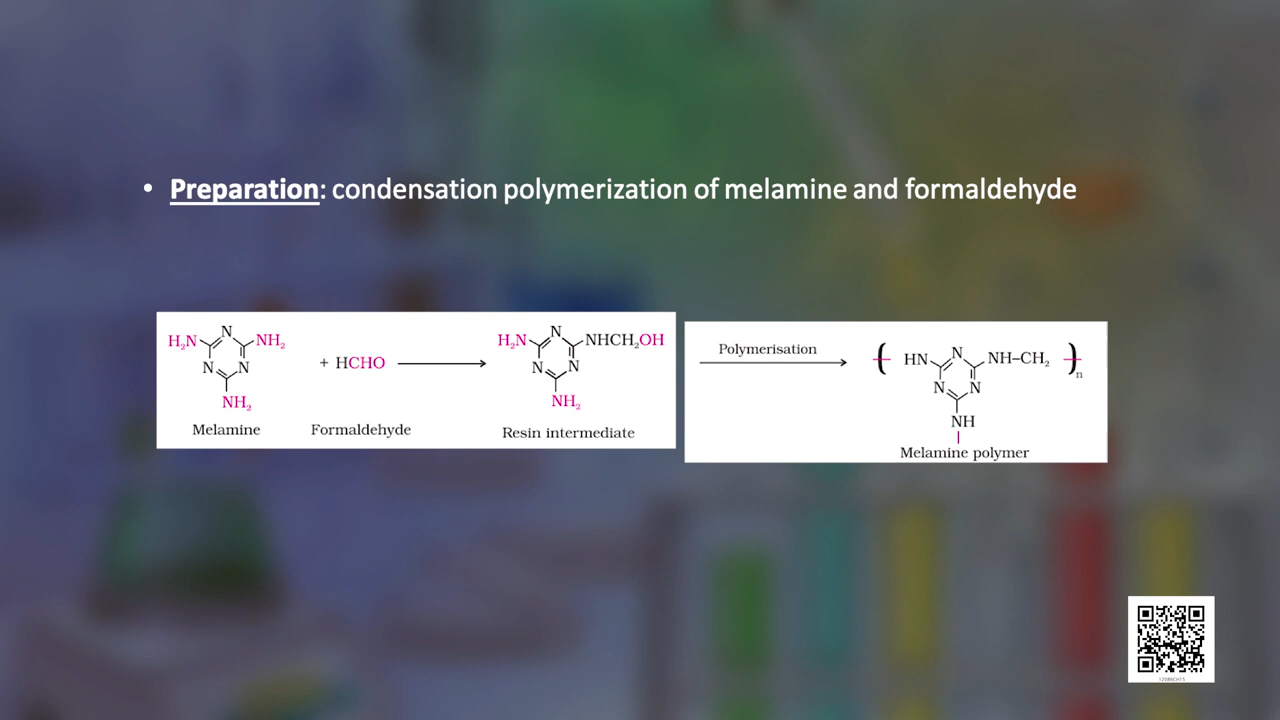 • Preparation: condensation polymerization of melamine and formaldehyde
H₂N N NH₂
N N
NH₂
+ HCHO
Melamine Formaldehyde
H₂N N NHCH₂OH
N N
NH₂
Resin intermediate
Polymerisation
( HN N NH–CH₂ )n
N N
NH
Melamine polymer